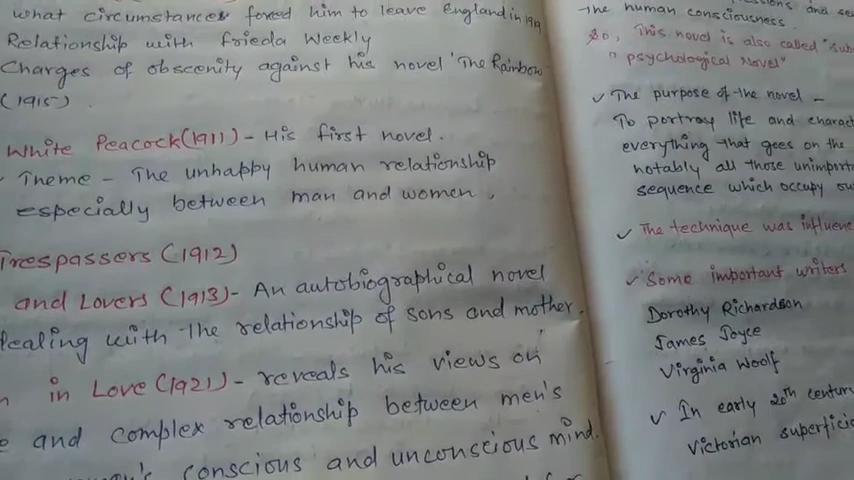 what circumstances forced him to leave England in 1919
Relationship with Frieda Weekly
Charges of obscenity against his novel 'The Rainbow
(1915).
White Peacock (1911) - His first novel.
Theme - The unhappy human relationship
especially between man and women.
Trespassers (1912)
and Lovers (1913) - An autobiographical novel
dealing with the relationship of sons and mother.
in Love (1921) - reveals his views on
and complex relationship between men's
conscious and unconscious mind.
and
the human consciousness.
So, This novel is also called "sub
"psychological Novel"
✓ The purpose of the novel -
To portray life and charact
everything that goes on the
notably all those unimport
sequence which occupy ou
✓ The technique was influenc
✓ Some important writers
Dorothy Richardson
James Joyce
Virginia Woolf
✓ In early 20th centur
Victorian superficia